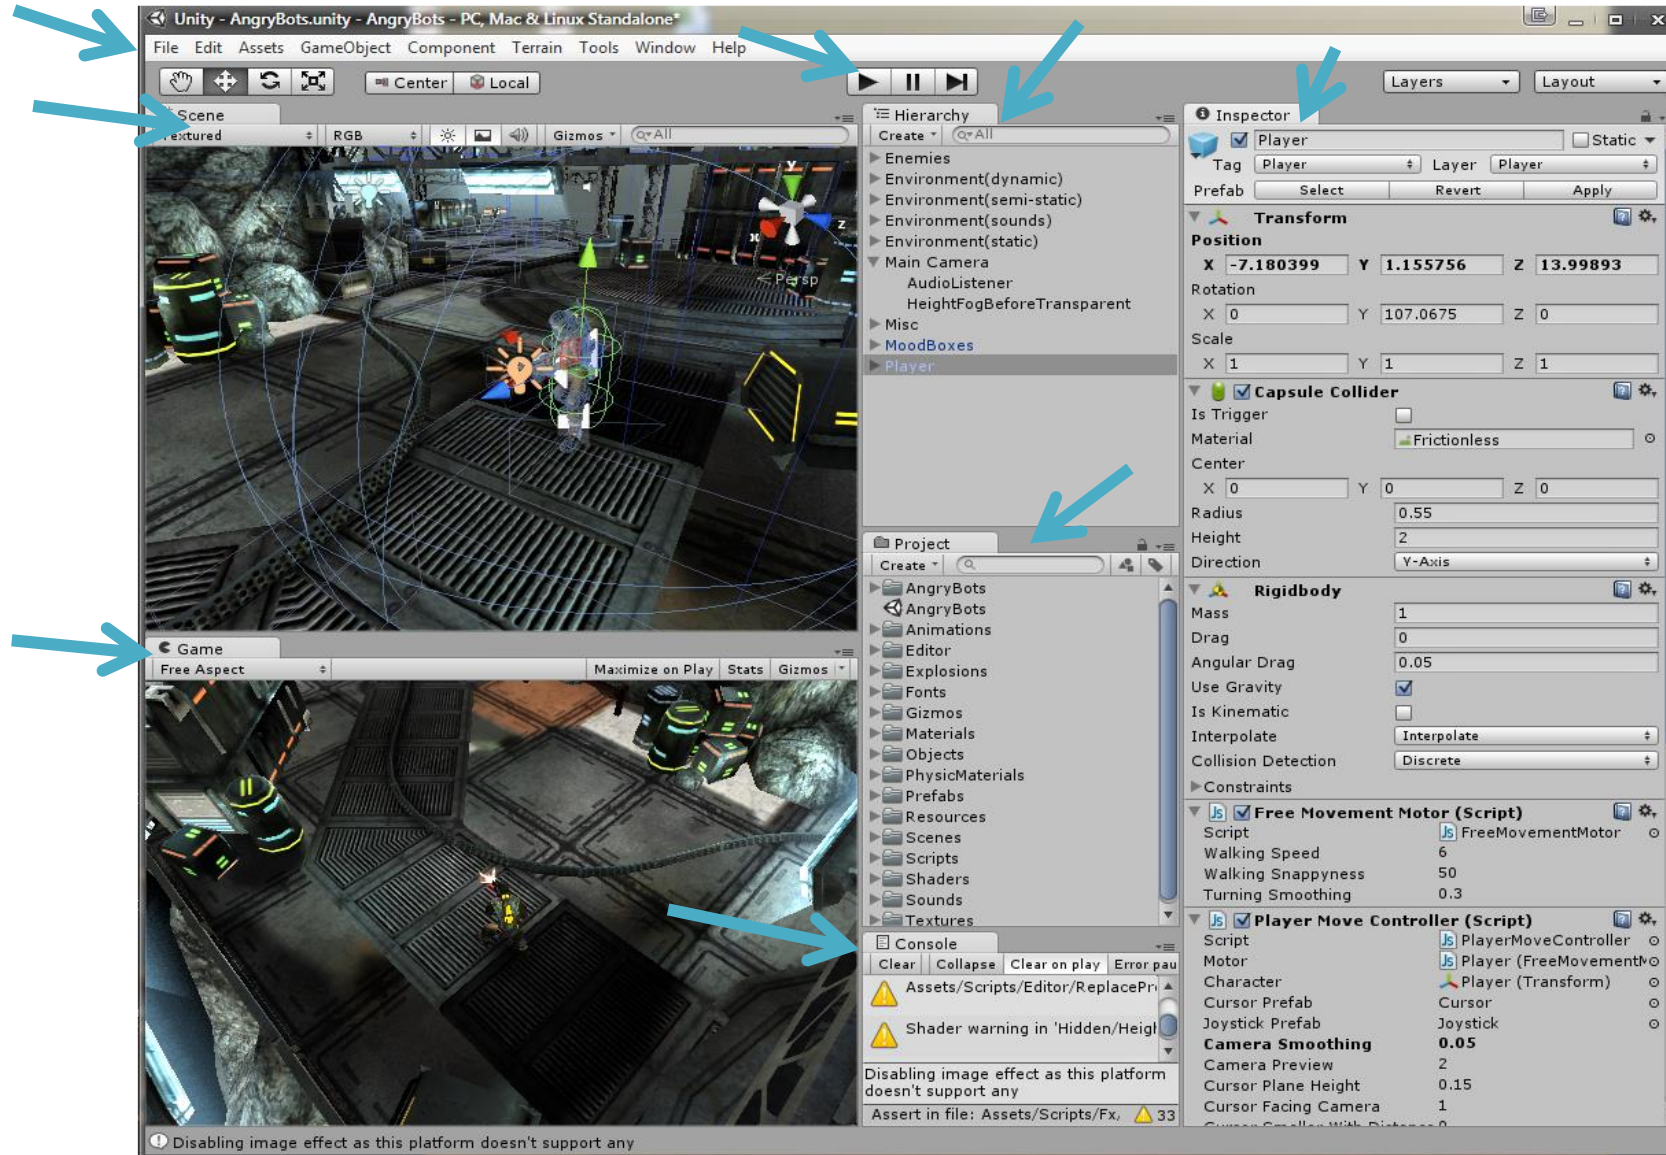 Unity - AngryBots.unity - AngryBots - PC, Mac & Linux Standalone*
File Edit Assets GameObject Component Terrain Tools Window Help
Center Local
Layers Layout
Scene
Textured RGB Gizmos All
x y z
Persp
Game
Free Aspect Maximize on Play Stats Gizmos
Hierarchy
Create All
Enemies
Environment(dynamic)
Environment(semi-static)
Environment(sounds)
Environment(static)
Main Camera
AudioListener
HeightFogBeforeTransparent
Misc
MoodBoxes
Player
Project
Create
AngryBots
AngryBots
Animations
Editor
Explosions
Fonts
Gizmos
Materials
Objects
PhysicMaterials
Prefabs
Resources
Scenes
Scripts
Shaders
Sounds
Textures
Console
Clear Collapse Clear on play Error pau
Assets/Scripts/Editor/ReplacePr
Shader warning in 'Hidden/Heigh
Disabling image effect as this platform
doesn't support any
Assert in file: Assets/Scripts/Fx/ 33
Inspector
Player Static
Tag Player Layer Player
Prefab Select Revert Apply
Transform
Position
X -7.180399 Y 1.155756 Z 13.99893
Rotation
X 0 Y 107.0675 Z 0
Scale
X 1 Y 1 Z 1
Capsule Collider
Is Trigger
Material Frictionless
Center
X 0 Y 0 Z 0
Radius 0.55
Height 2
Direction Y-Axis
Rigidbody
Mass 1
Drag 0
Angular Drag 0.05
Use Gravity
Is Kinematic
Interpolate Interpolate
Collision Detection Discrete
Constraints
Js Free Movement Motor (Script)
Script Js FreeMovementMotor
Walking Speed 6
Walking Snappyness 50
Turning Smoothing 0.3
Js Player Move Controller (Script)
Script Js PlayerMoveController
Motor Js Player (FreeMovementM
Character Player (Transform)
Cursor Prefab Cursor
Joystick Prefab Joystick
Camera Smoothing 0.05
Camera Preview 2
Cursor Plane Height 0.15
Cursor Facing Camera 1
Cursor Smaller With Distance 0
Disabling image effect as this platform doesn't support any